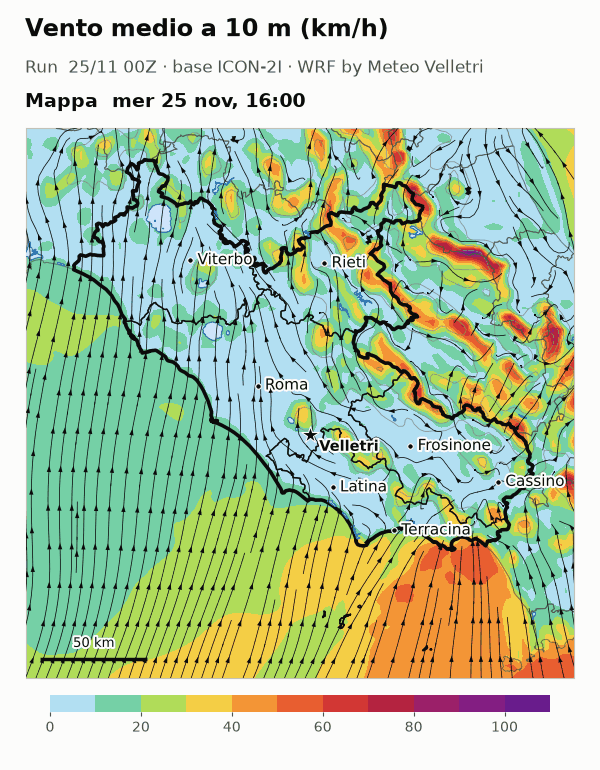 Vento medio a 10 m (km/h)
Run  25/11 00Z · base ICON-2I · WRF by Meteo Velletri
Mappa  mer 25 nov, 16:00
Viterbo
Rieti
Roma
Velletri
Frosinone
Latina
Cassino
Terracina
50 km
0 20 40 60 80 100